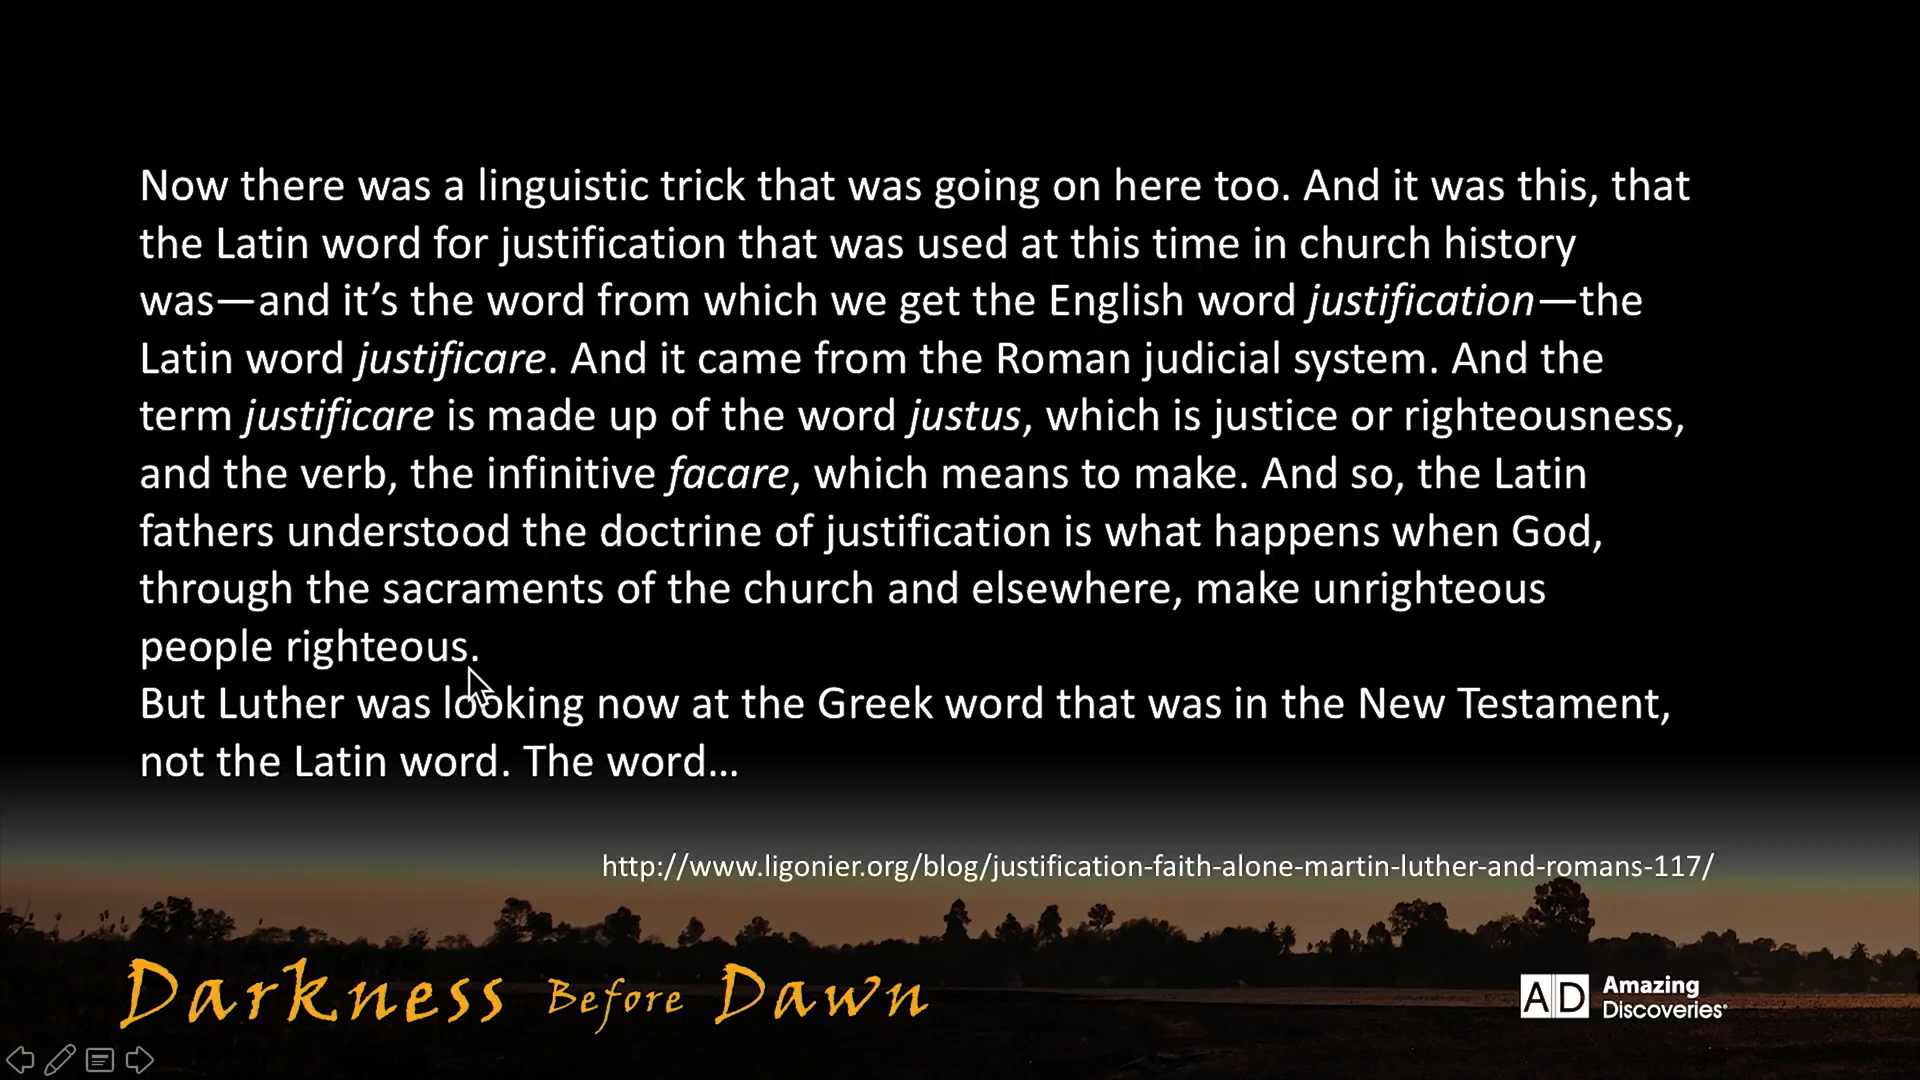 Now there was a linguistic trick that was going on here too. And it was this, that
the Latin word for justification that was used at this time in church history
was—and it’s the word from which we get the English word justification—the
Latin word justificare. And it came from the Roman judicial system. And the
term justificare is made up of the word justus, which is justice or righteousness,
and the verb, the infinitive facare, which means to make. And so, the Latin
fathers understood the doctrine of justification is what happens when God,
through the sacraments of the church and elsewhere, make unrighteous
people righteous.
But Luther was looking now at the Greek word that was in the New Testament,
not the Latin word. The word...
http://www.ligonier.org/blog/justification-faith-alone-martin-luther-and-romans-117/
Darkness Before Dawn
AD Amazing
Discoveries